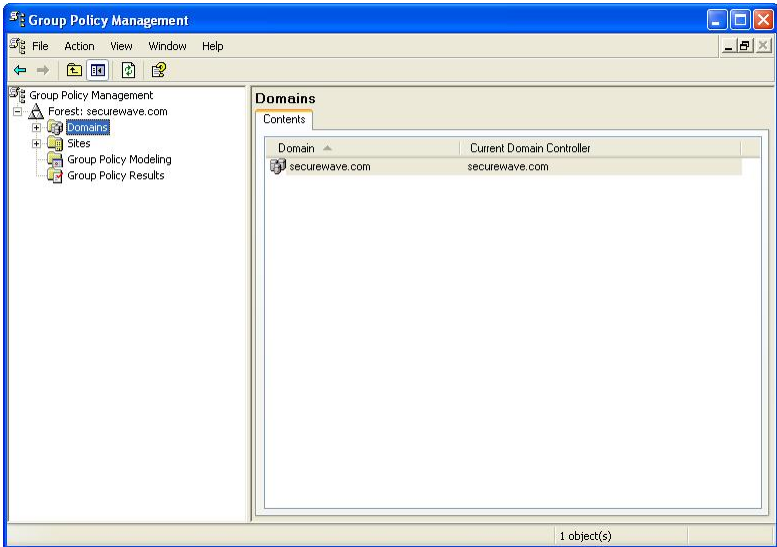 Group Policy Management
File Action View Window Help
Group Policy Management
Forest: securewave.com
Domains
Sites
Group Policy Modeling
Group Policy Results
Domains
Contents
Domain Current Domain Controller
securewave.com securewave.com
1 object(s)